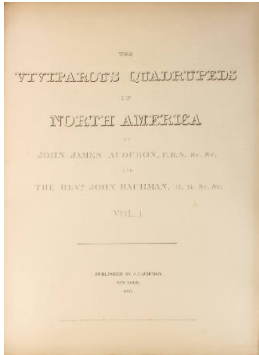 THE
VIVIPAROUS QUADRUPEDS
OF
NORTH AMERICA
BY
JOHN JAMES AUDUBON, F.R.S. &c. &c.
AND
THE REVD. JOHN BACHMAN, D. D. &c. &c.
VOL. I.
PUBLISHED BY J.J. AUDUBON,
NEW YORK,